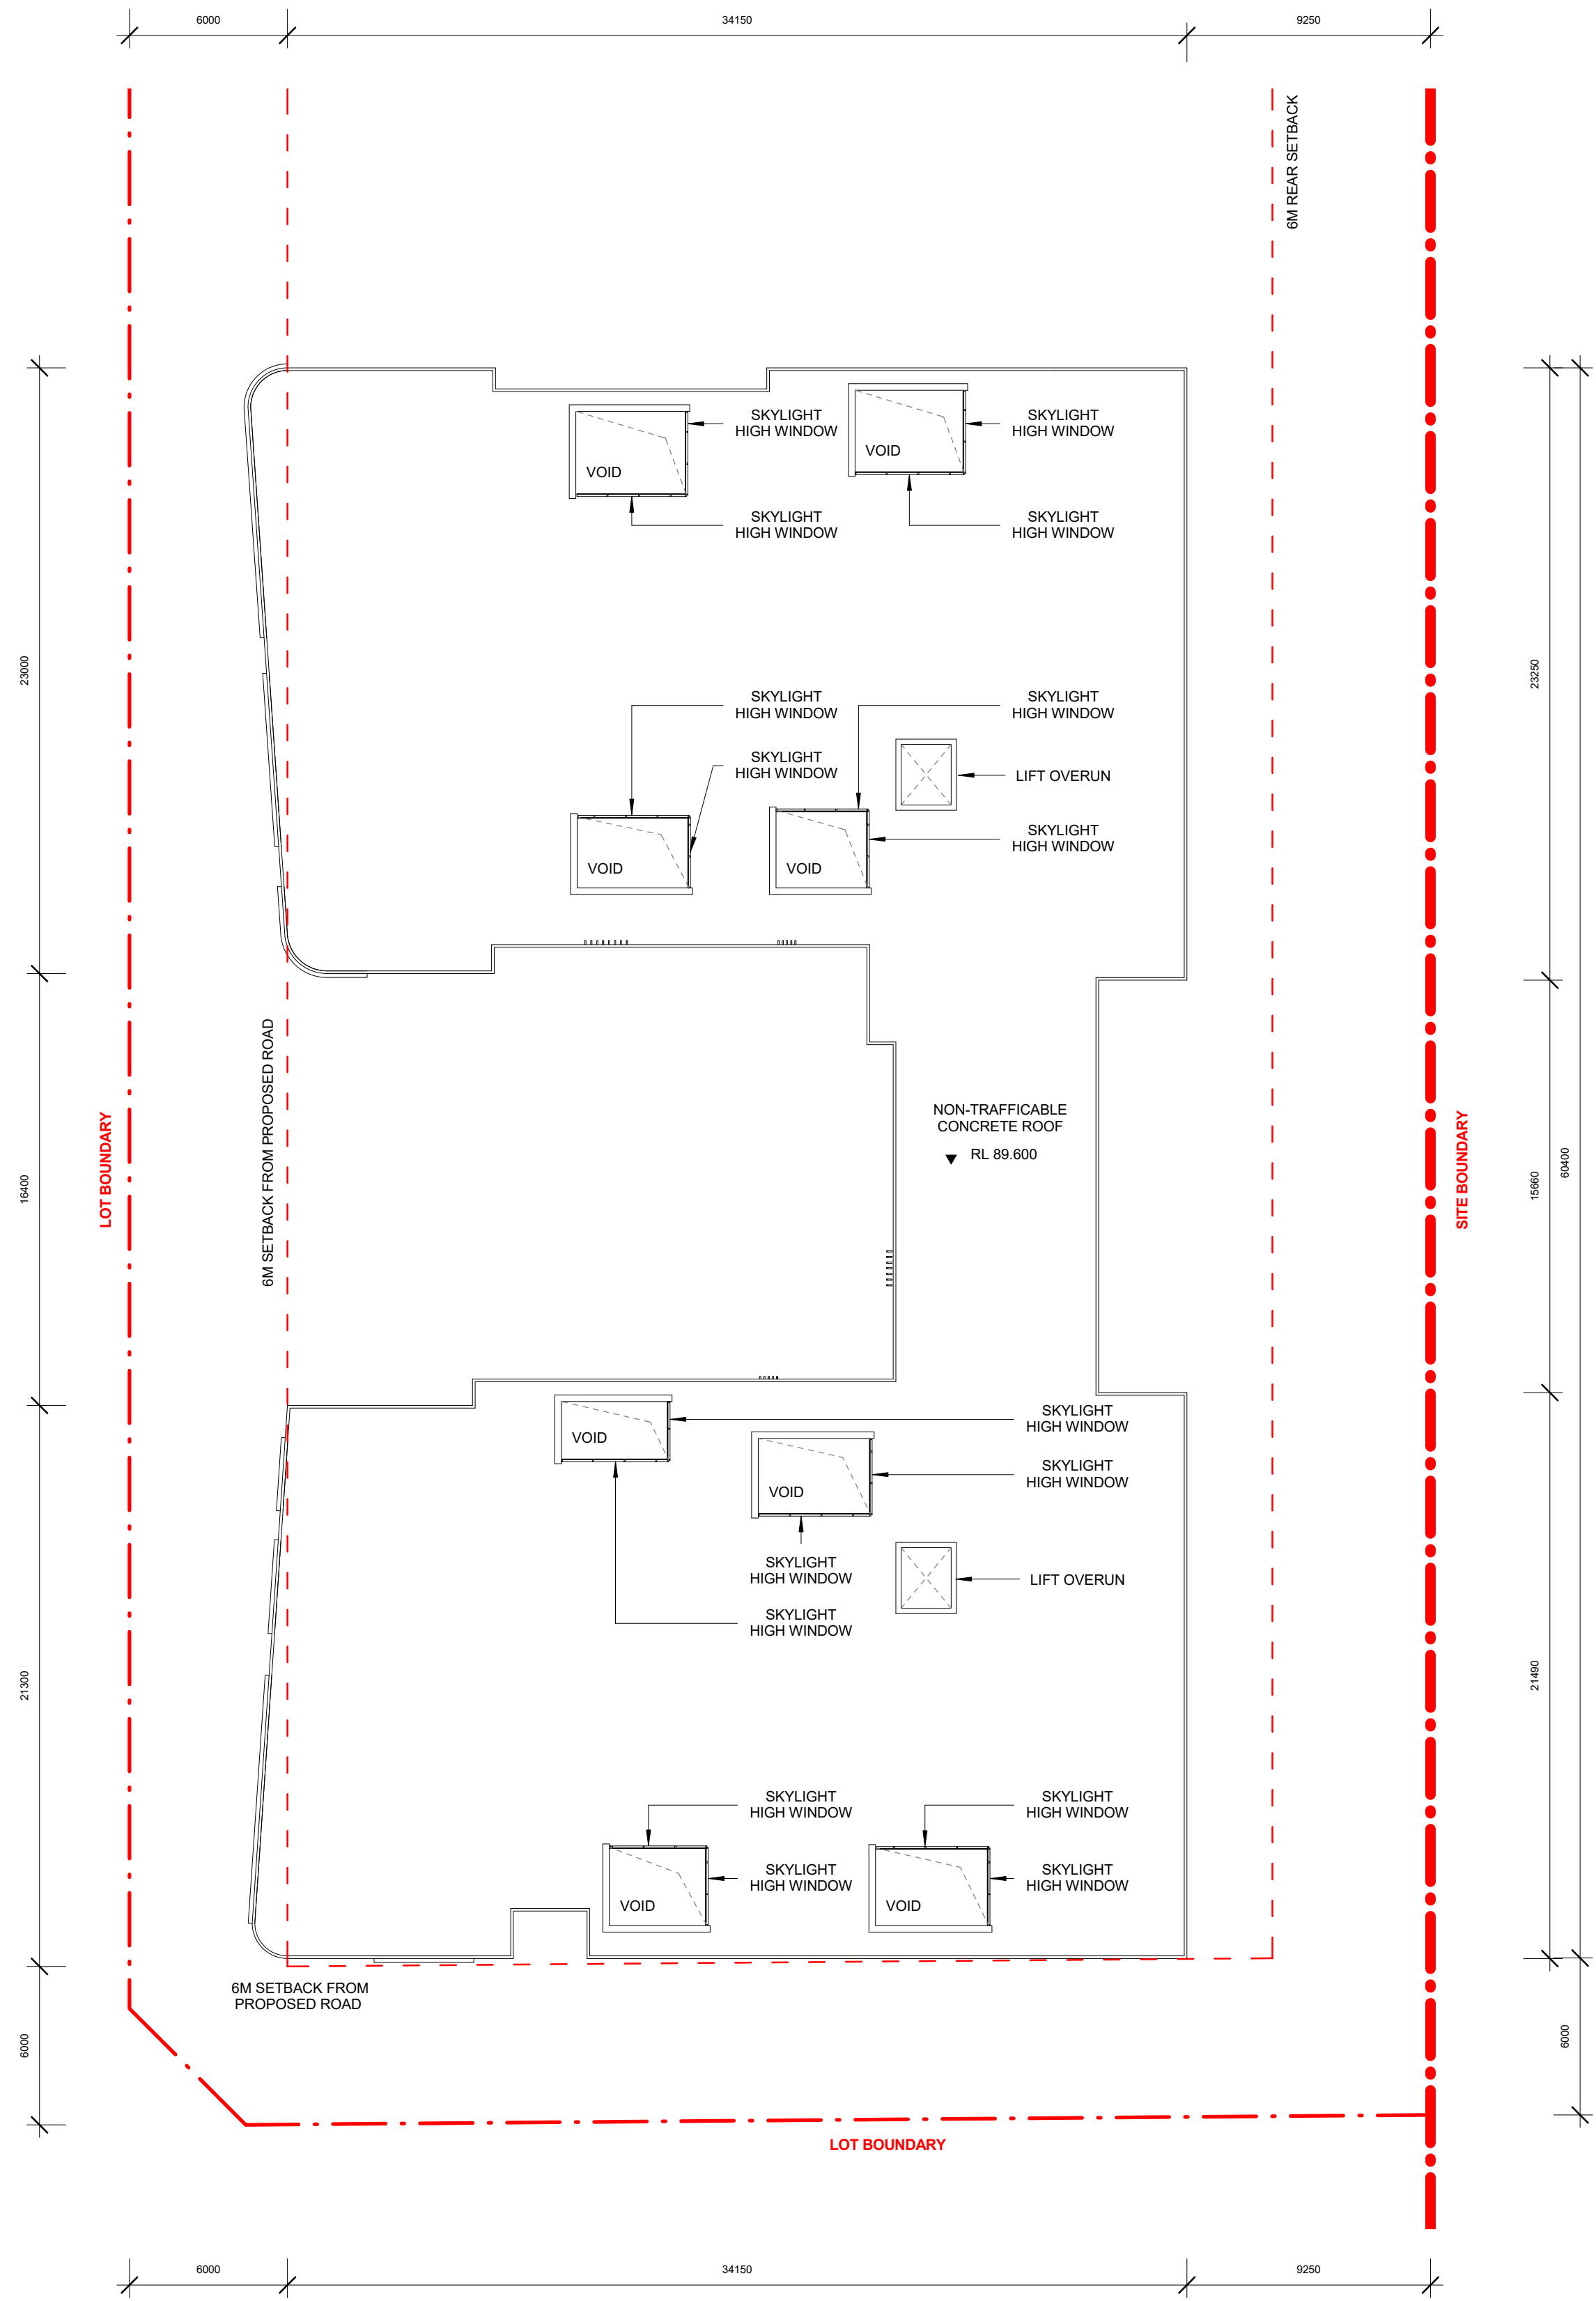 6000
34150
9250
6M REAR SETBACK
SKYLIGHT
HIGH WINDOW
SKYLIGHT
HIGH WINDOW
VOID
VOID
SKYLIGHT
HIGH WINDOW
SKYLIGHT
HIGH WINDOW
23000
23250
SKYLIGHT
HIGH WINDOW
SKYLIGHT
HIGH WINDOW
SKYLIGHT
HIGH WINDOW
LIFT OVERUN
SKYLIGHT
HIGH WINDOW
VOID
VOID
6M SETBACK FROM PROPOSED ROAD
LOT BOUNDARY
16400
NON-TRAFFICABLE
CONCRETE ROOF
RL 89.600
SITE BOUNDARY
15660
60400
SKYLIGHT
HIGH WINDOW
VOID
SKYLIGHT
HIGH WINDOW
VOID
SKYLIGHT
HIGH WINDOW
LIFT OVERUN
SKYLIGHT
HIGH WINDOW
21300
21490
SKYLIGHT
HIGH WINDOW
SKYLIGHT
HIGH WINDOW
SKYLIGHT
HIGH WINDOW
SKYLIGHT
HIGH WINDOW
VOID
VOID
6M SETBACK FROM
PROPOSED ROAD
6000
6000
LOT BOUNDARY
6000
34150
9250